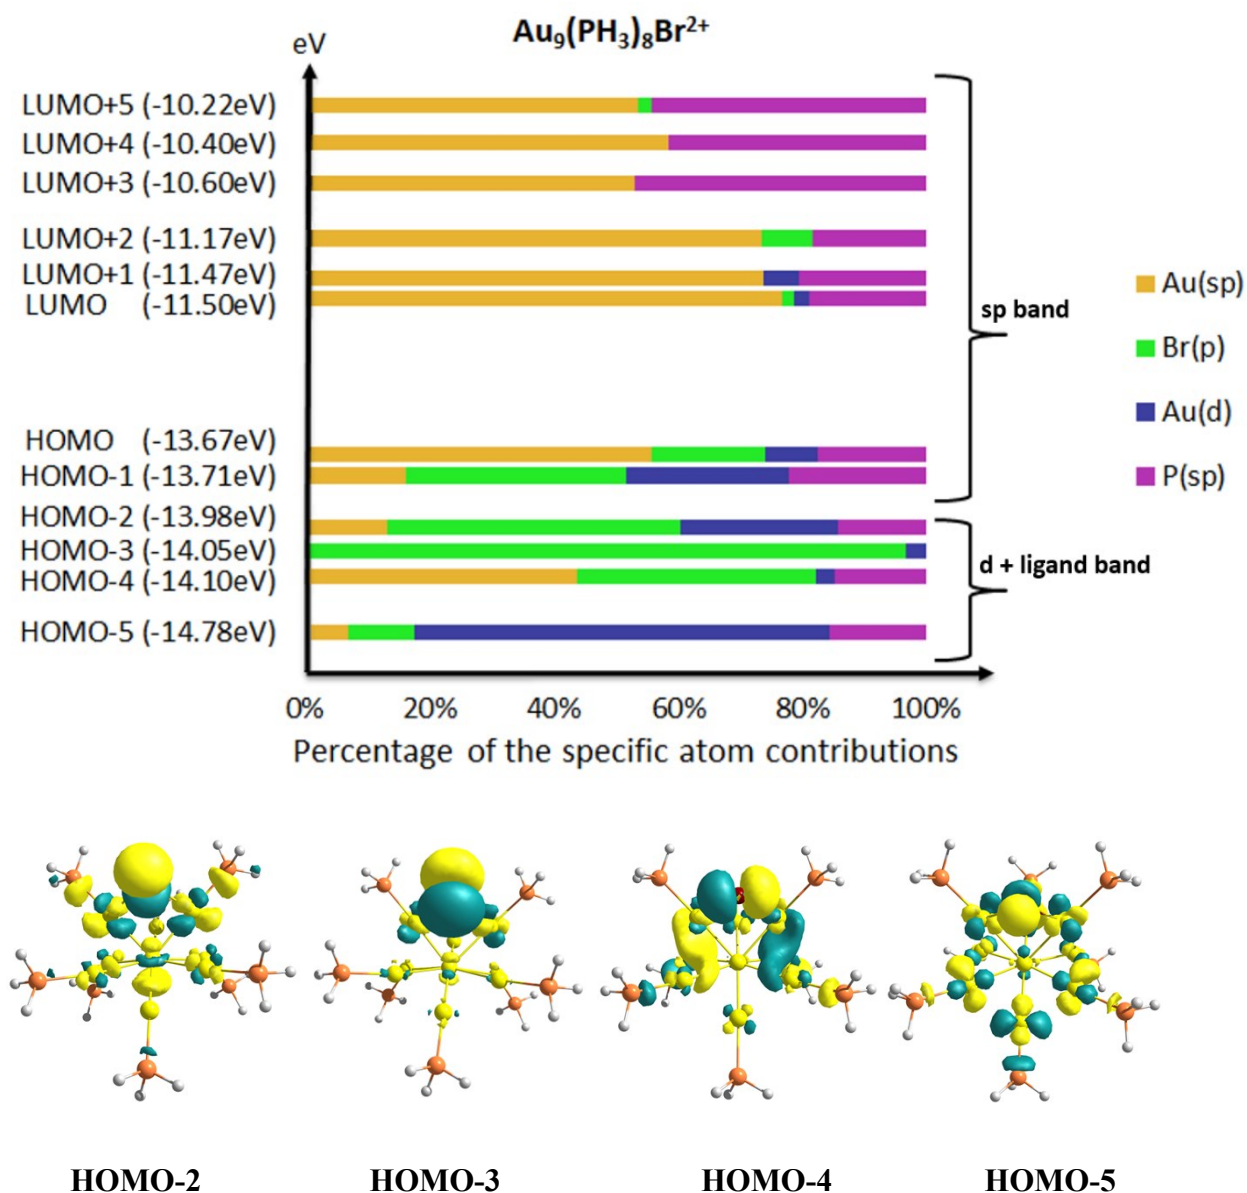 Au₉(PH₃)₈Br²⁺
eV
LUMO+5 (-10.22eV)
LUMO+4 (-10.40eV)
LUMO+3 (-10.60eV)
LUMO+2 (-11.17eV)
LUMO+1 (-11.47eV)
LUMO (-11.50eV)
sp band
Au(sp)
Br(p)
Au(d)
P(sp)
HOMO (-13.67eV)
HOMO-1 (-13.71eV)
HOMO-2 (-13.98eV)
HOMO-3 (-14.05eV)
HOMO-4 (-14.10eV)
HOMO-5 (-14.78eV)
d + ligand band
0% 20% 40% 60% 80% 100%
Percentage of the specific atom contributions
HOMO-2 HOMO-3 HOMO-4 HOMO-5